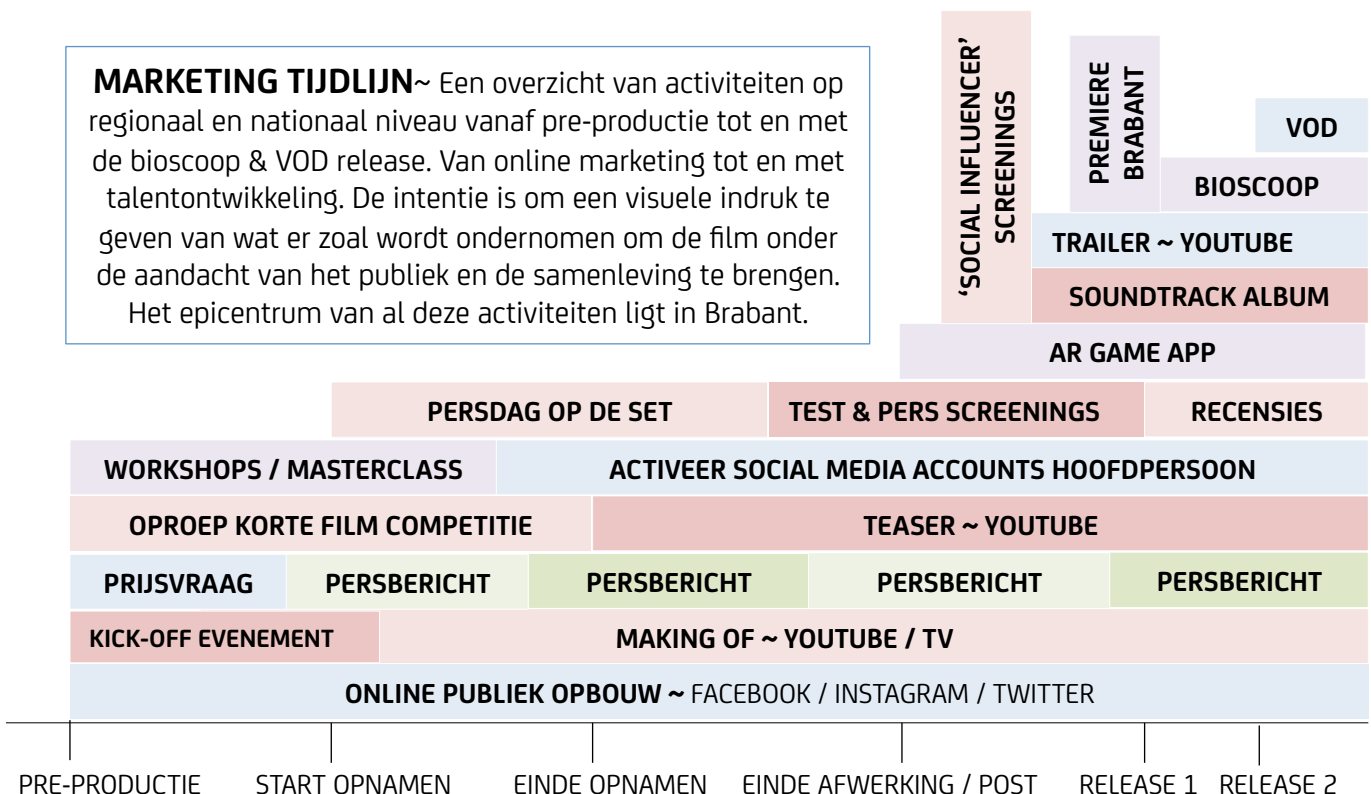 MARKETING TIJDLIJN~ Een overzicht van activiteiten op
regionaal en nationaal niveau vanaf pre-productie tot en met
de bioscoop & VOD release. Van online marketing tot en met
talentontwikkeling. De intentie is om een visuele indruk te
geven van wat er zoal wordt ondernomen om de film onder
de aandacht van het publiek en de samenleving te brengen.
Het epicentrum van al deze activiteiten ligt in Brabant.
‘SOCIAL INFLUENCER’
SCREENINGS
PREMIERE
BRABANT
VOD
BIOSCOOP
TRAILER ~ YOUTUBE
SOUNDTRACK ALBUM
AR GAME APP
PERSDAG OP DE SET
TEST & PERS SCREENINGS
RECENSIES
WORKSHOPS / MASTERCLASS
ACTIVEER SOCIAL MEDIA ACCOUNTS HOOFDPERSOON
OPROEP KORTE FILM COMPETITIE
TEASER ~ YOUTUBE
PRIJSVRAAG
PERSBERICHT
PERSBERICHT
PERSBERICHT
PERSBERICHT
KICK-OFF EVENEMENT
MAKING OF ~ YOUTUBE / TV
ONLINE PUBLIEK OPBOUW ~ FACEBOOK / INSTAGRAM / TWITTER
PRE-PRODUCTIE
START OPNAMEN
EINDE OPNAMEN
EINDE AFWERKING / POST
RELEASE 1
RELEASE 2